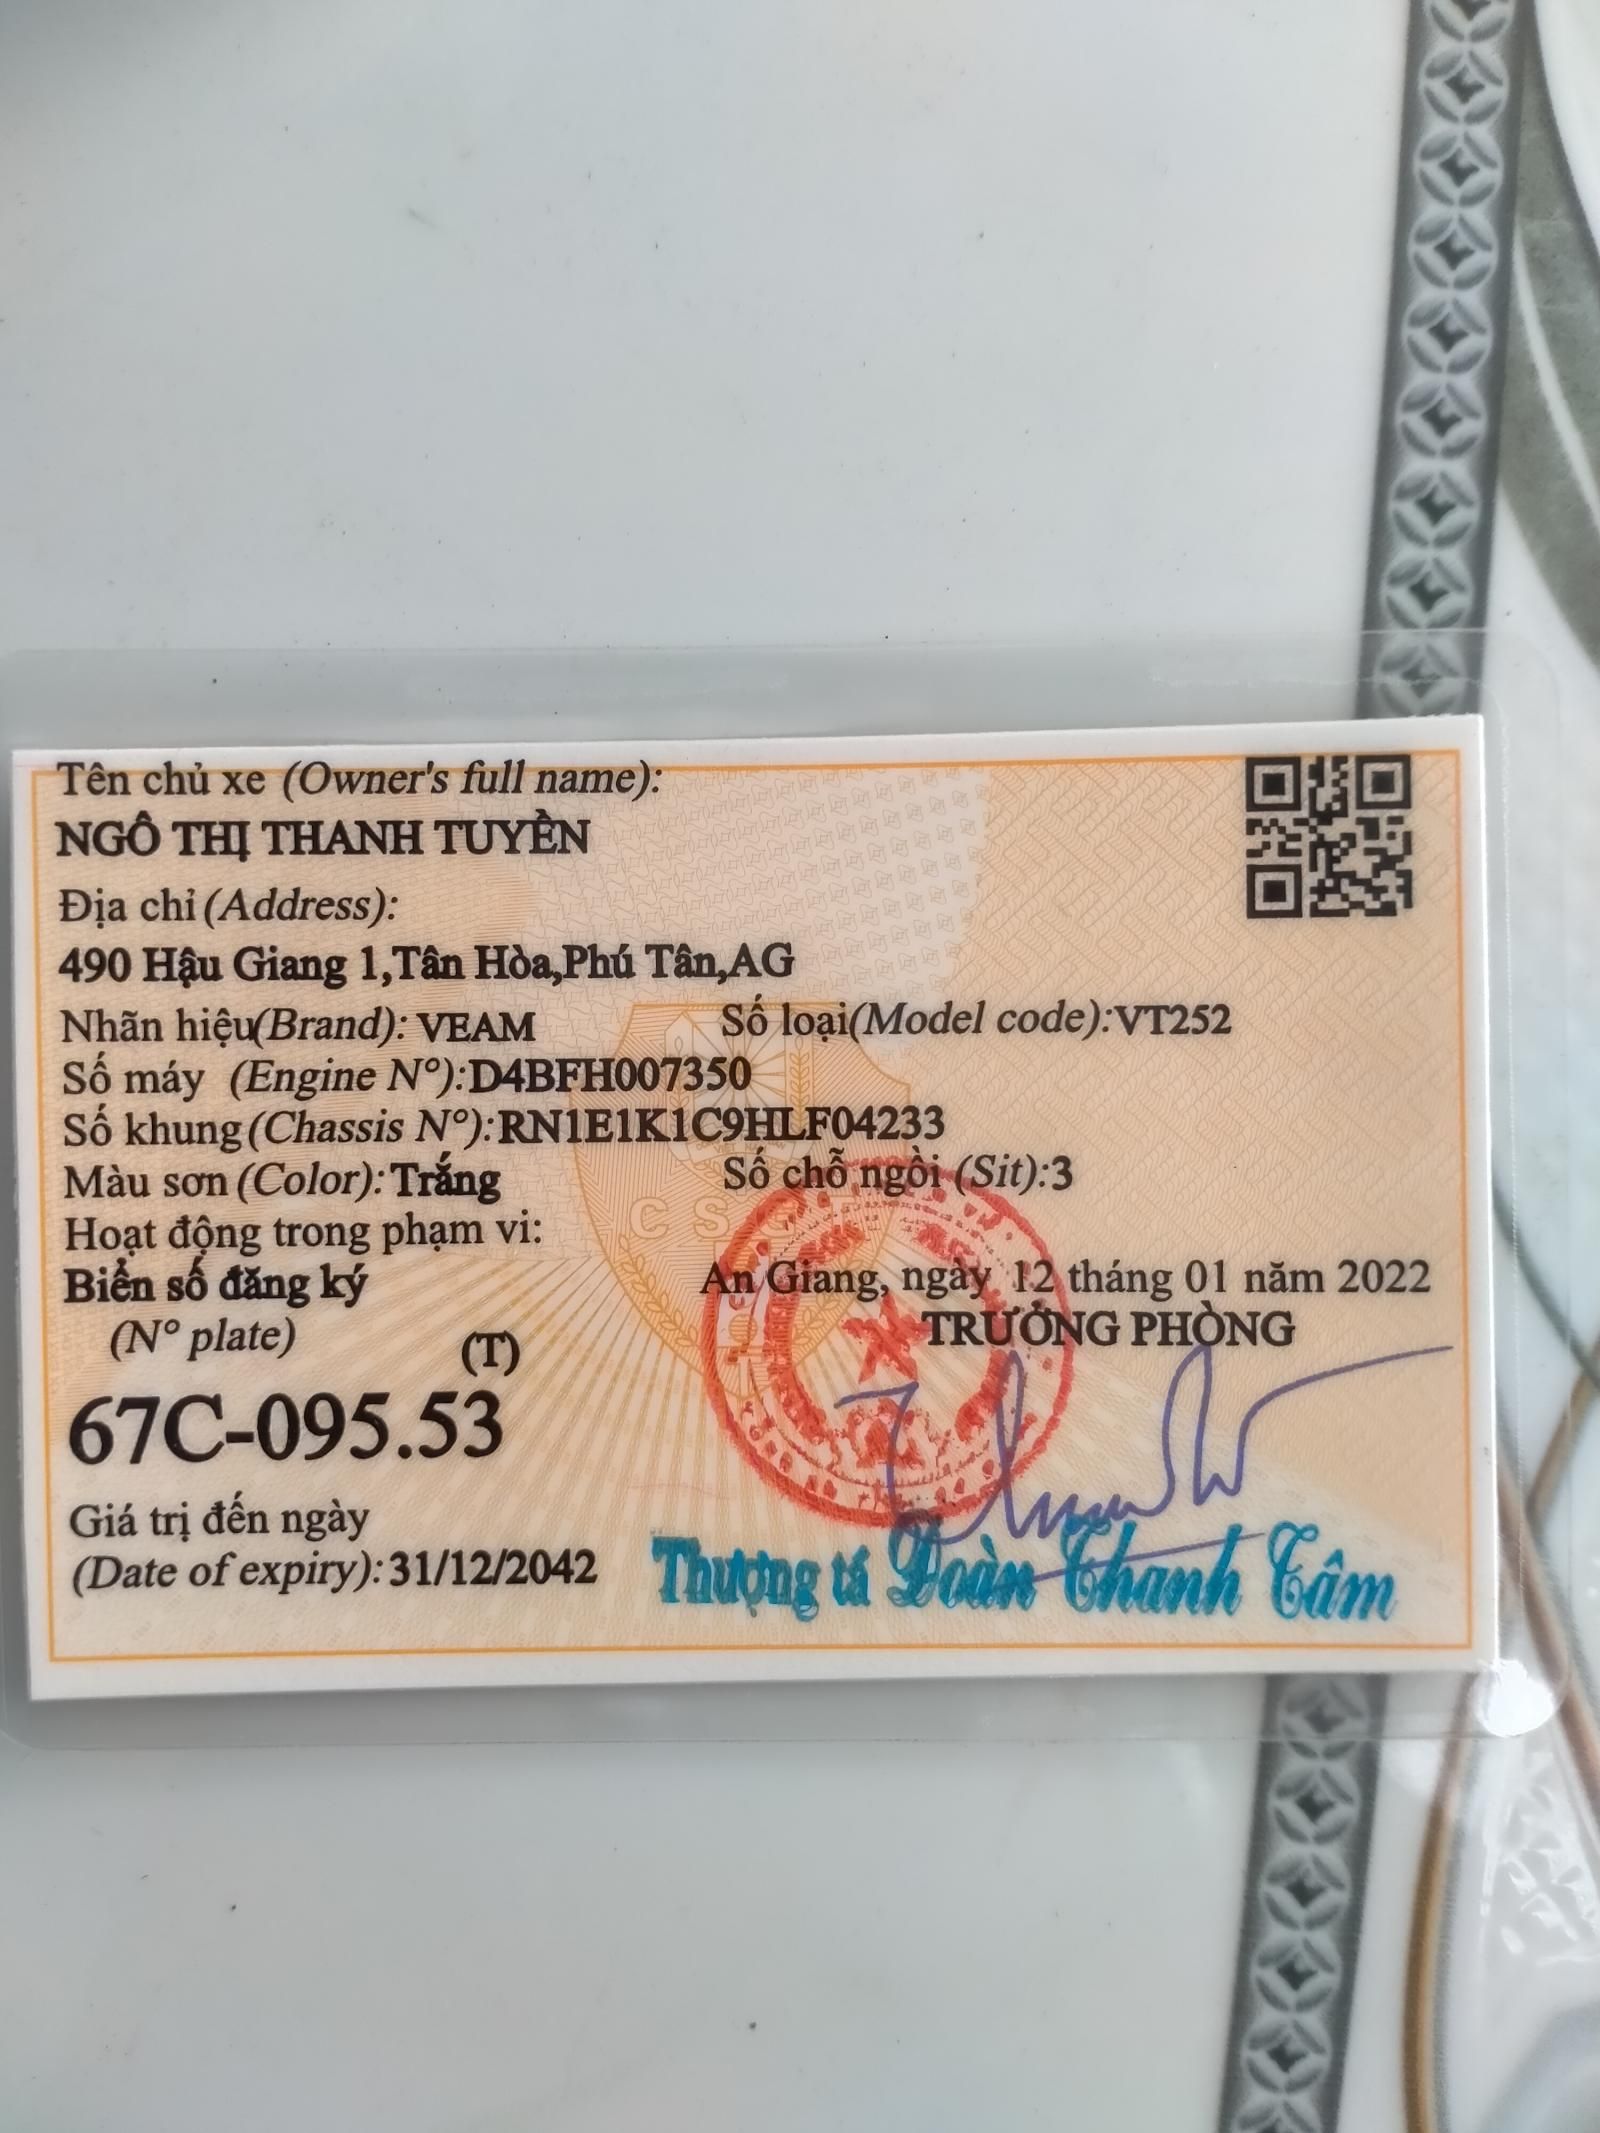 Tên chủ xe (Owner's full name):
NGÔ THỊ THANH TUYỀN
Địa chỉ (Address):
490 Hậu Giang 1,Tân Hòa,Phú Tân,AG
Nhãn hiệu(Brand): VEAM Số loại(Model code):VT252
Số máy (Engine N°):D4BFH007350
Số khung(Chassis N°):RN1E1K1C9HLF04233
Màu sơn (Color): Trắng Số chỗ ngồi (Sit):3
Hoạt động trong phạm vi:
CSGT
Biển số đăng ký An Giang, ngày 12 tháng 01 năm 2022
(N° plate) (T) TRƯỞNG PHÒNG
67C-095.53
Giá trị đến ngày
(Date of expiry): 31/12/2042 Thượng tá Đoàn Thanh Tâm